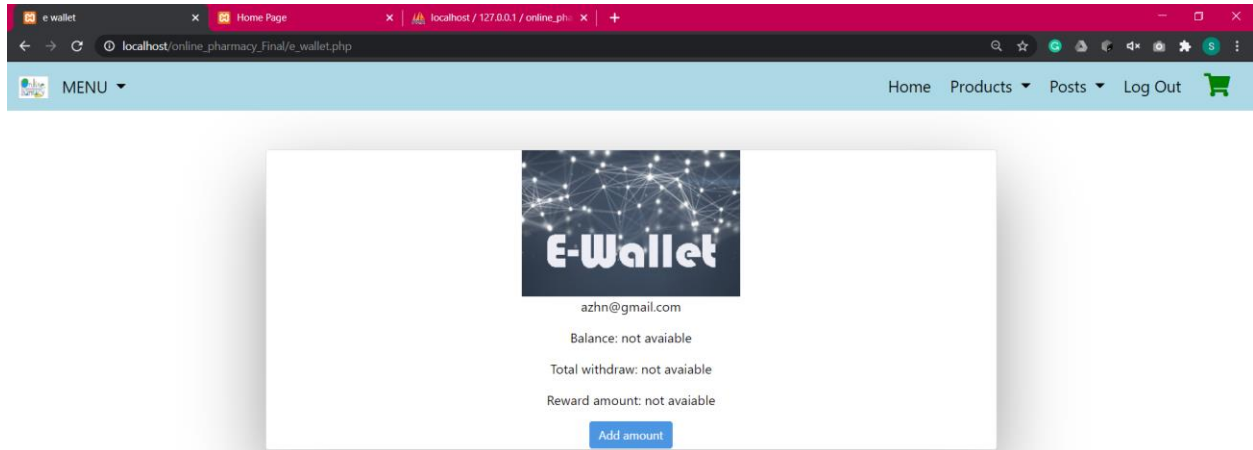 e wallet
Home Page
localhost / 127.0.0.1 / online_pha
localhost/online_pharmacy_Final/e_wallet.php
S
MENU
Home Products Posts Log Out
E-Wallet
azhn@gmail.com
Balance: not avaiable
Total withdraw: not avaiable
Reward amount: not avaiable
Add amount